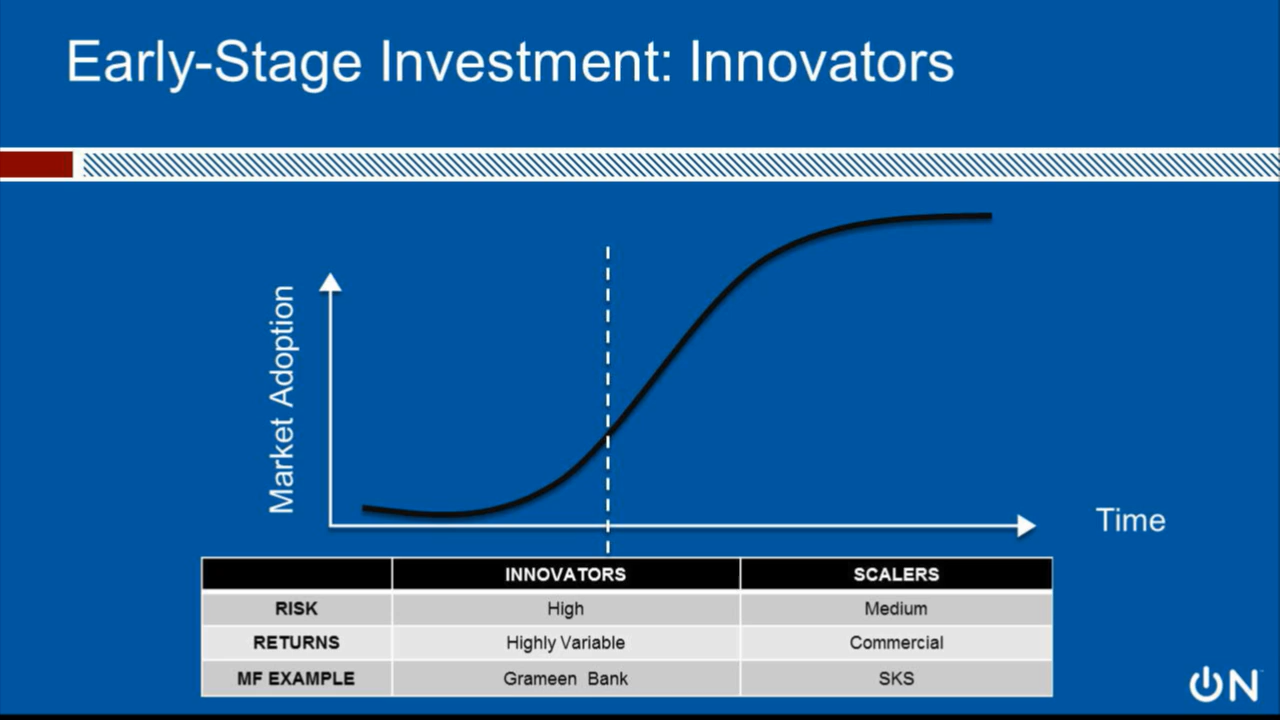 Early-Stage Investment: Innovators
Market Adoption
Time
INNOVATORS SCALERS
RISK High Medium
RETURNS Highly Variable Commercial
MF EXAMPLE Grameen Bank SKS
ON